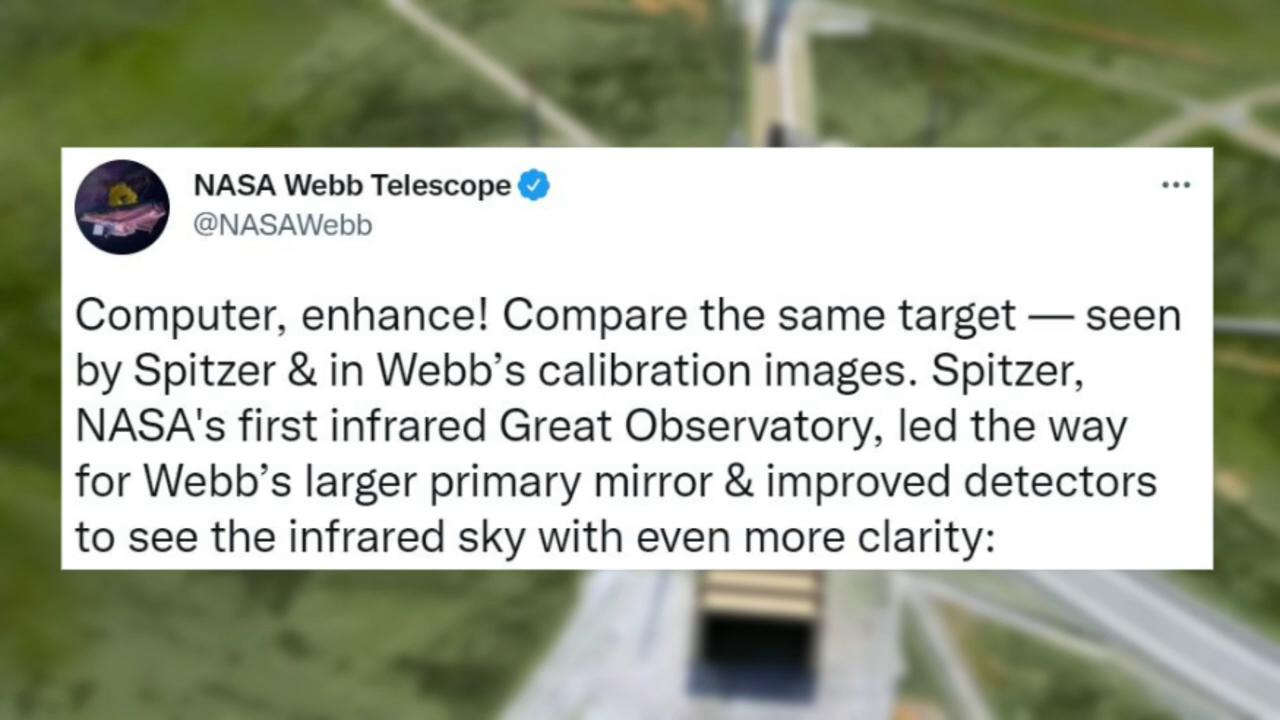 NASA Webb Telescope
@NASAWebb
Computer, enhance! Compare the same target — seen
by Spitzer & in Webb’s calibration images. Spitzer,
NASA's first infrared Great Observatory, led the way
for Webb’s larger primary mirror & improved detectors
to see the infrared sky with even more clarity: